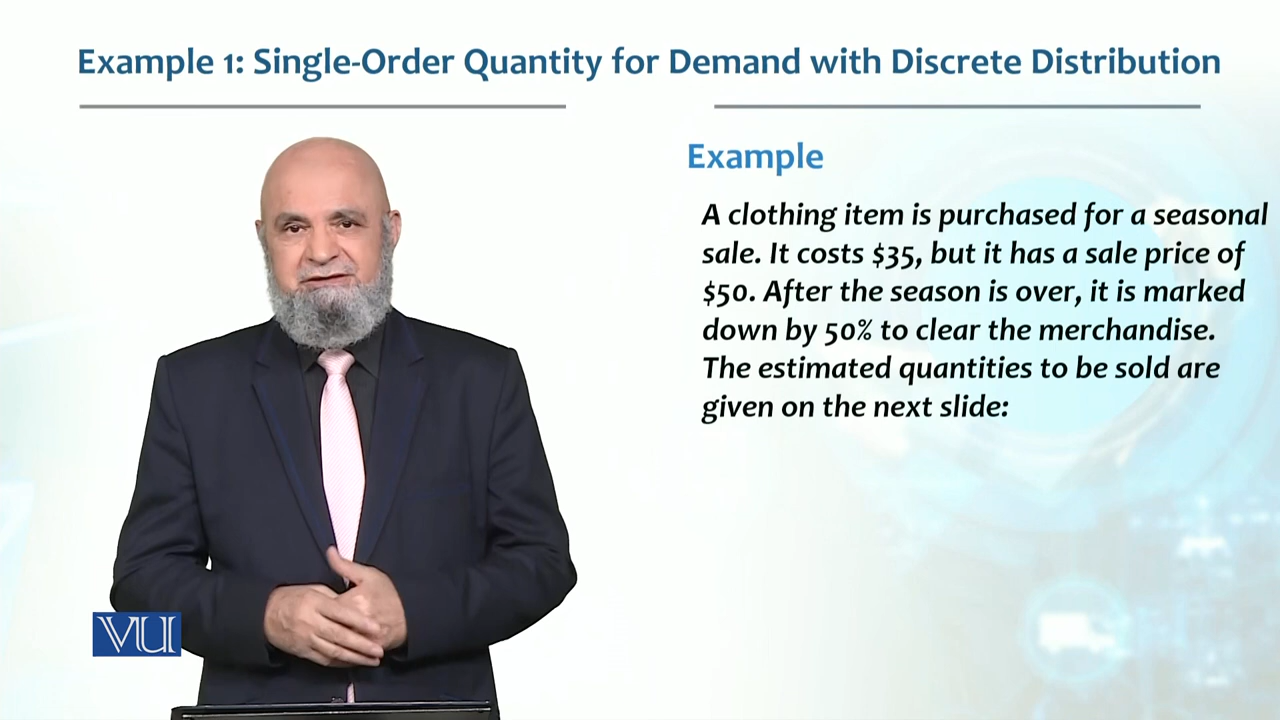 Example 1: Single-Order Quantity for Demand with Discrete Distribution
Example
A clothing item is purchased for a seasonal
sale. It costs $35, but it has a sale price of
$50. After the season is over, it is marked
down by 50% to clear the merchandise.
The estimated quantities to be sold are
given on the next slide:
VU